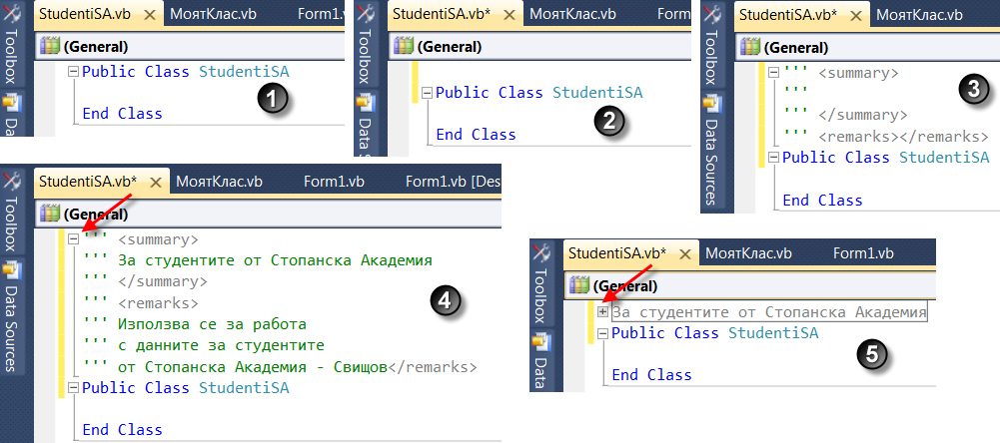 StudentiSA.vb
МоятКлас.vb
Form1.v
(General)
Public Class StudentiSA
End Class
1
Toolbox
Data So
StudentiSA.vb*
МоятКлас.vb
Form1.v
(General)
Public Class StudentiSA
End Class
2
Toolbox
Data S
StudentiSA.vb*
МоятКлас.vb
(General)
''' <summary>
'''
''' </summary>
''' <remarks></remarks>
Public Class StudentiSA
End Class
3
Toolbox
Data Sources
StudentiSA.vb*
МоятКлас.vb
Form1.vb
Form1.vb [Des
(General)
''' <summary>
''' За студентите от Стопанска Академия
''' </summary>
''' <remarks>
''' Използва се за работа
''' с данните за студентите
''' от Стопанска Академия - Свищов</remarks>
Public Class StudentiSA
End Class
4
Toolbox
Data Sources
StudentiSA.vb*
МоятКлас.vb
Form1.vb
(General)
За студентите от Стопанска Академия
Public Class StudentiSA
End Class
5
Toolbox
Data